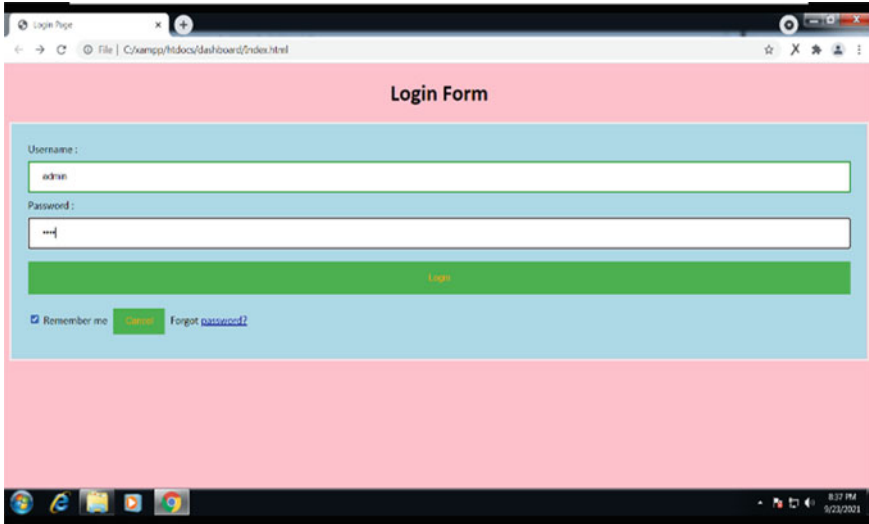 Login Page
File | C:/xampp/htdocs/dashboard/Index.html
Login Form
Username :
admin
Password :
••••
Login
Remember me Cancel Forgot password?
8:37 PM
9/23/2021